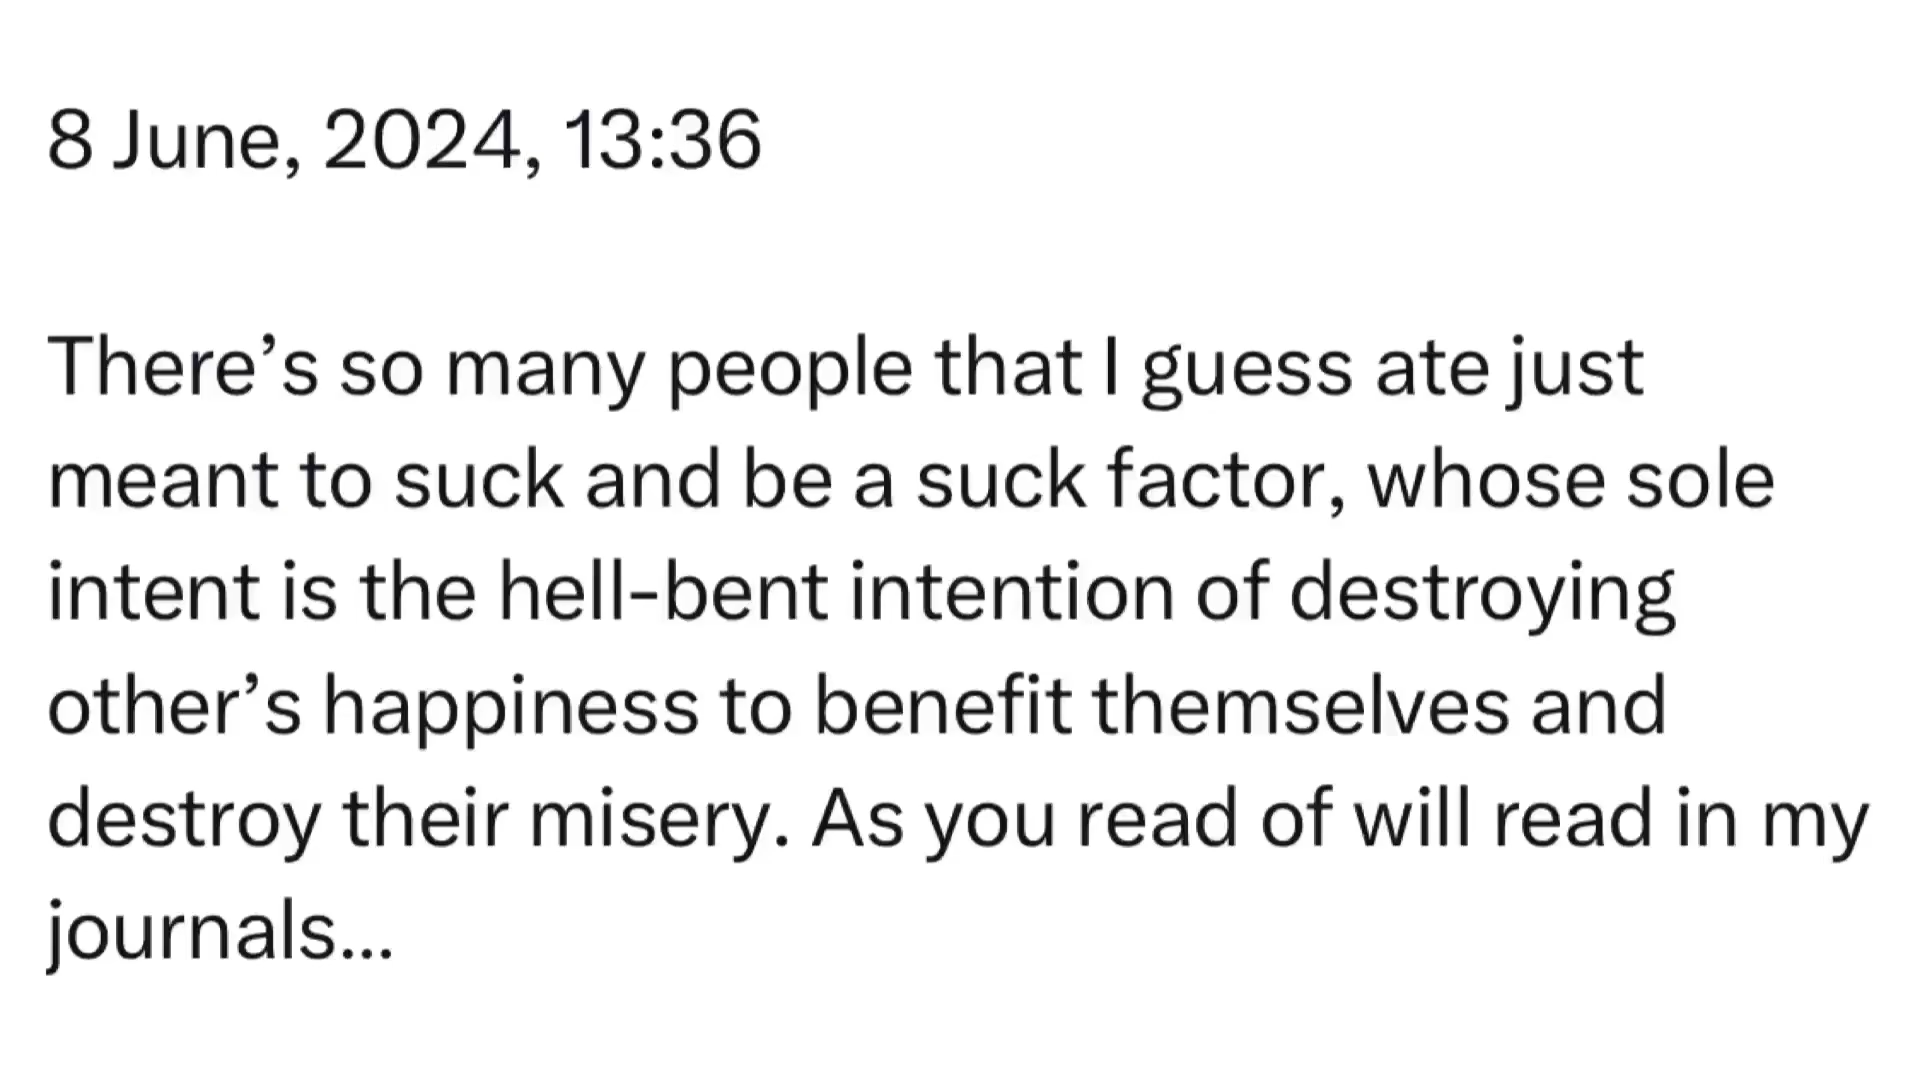 8 June, 2024, 13:36
There’s so many people that I guess ate just
meant to suck and be a suck factor, whose sole
intent is the hell-bent intention of destroying
other’s happiness to benefit themselves and
destroy their misery. As you read of will read in my
journals...